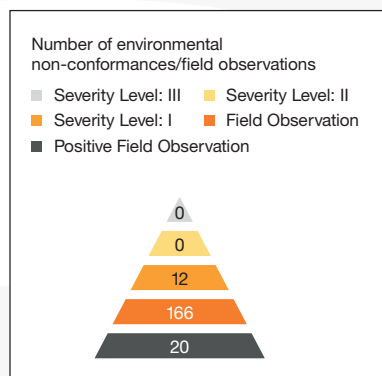 Number of environmental
non-conformances/field observations
Severity Level: III Severity Level: II
Severity Level: I Field Observation
Positive Field Observation
0
0
12
166
20